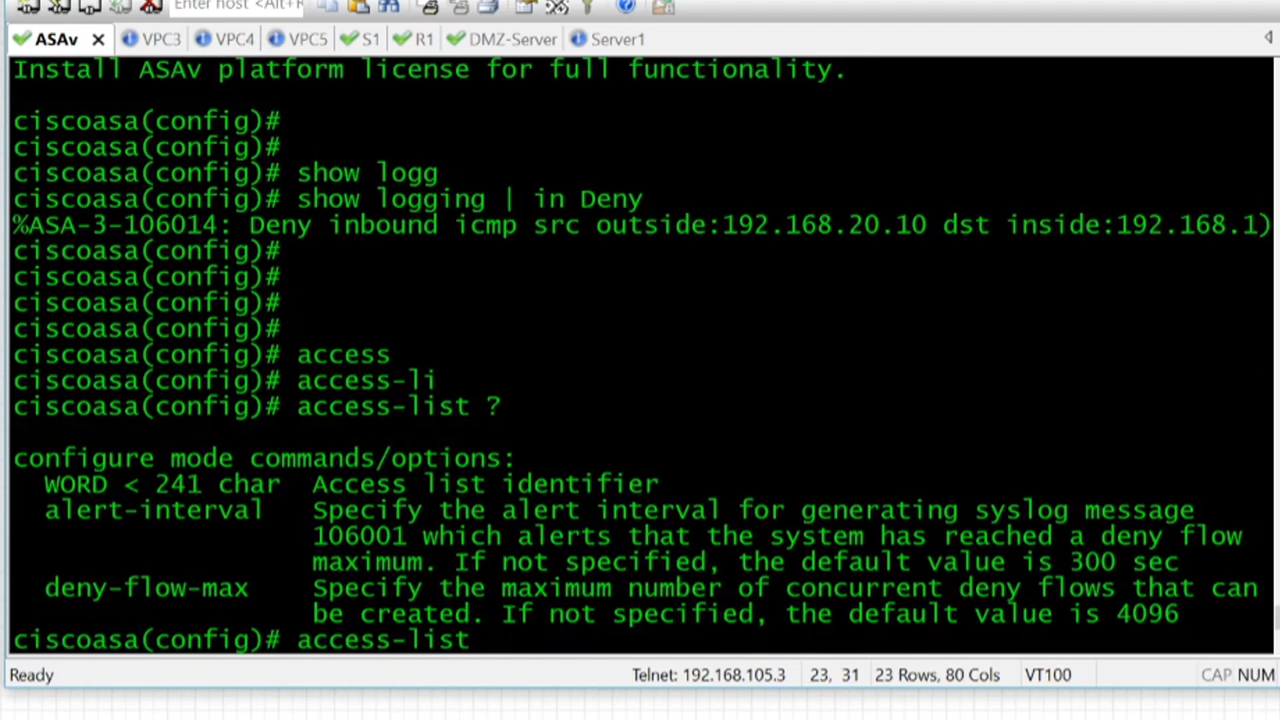 Enter host <Alt+R
ASAv VPC3 VPC4 VPC5 S1 R1 DMZ-Server Server1
Install ASAv platform license for full functionality.
ciscoasa(config)#
ciscoasa(config)#
ciscoasa(config)# show logg
ciscoasa(config)# show logging | in Deny
%ASA-3-106014: Deny inbound icmp src outside:192.168.20.10 dst inside:192.168.1)
ciscoasa(config)#
ciscoasa(config)#
ciscoasa(config)#
ciscoasa(config)#
ciscoasa(config)# access
ciscoasa(config)# access-li
ciscoasa(config)# access-list ?
configure mode commands/options:
WORD < 241 char Access list identifier
alert-interval Specify the alert interval for generating syslog message
106001 which alerts that the system has reached a deny flow
maximum. If not specified, the default value is 300 sec
deny-flow-max Specify the maximum number of concurrent deny flows that can
be created. If not specified, the default value is 4096
ciscoasa(config)# access-list
Ready Telnet: 192.168.105.3 23, 31 23 Rows, 80 Cols VT100 CAP NUM